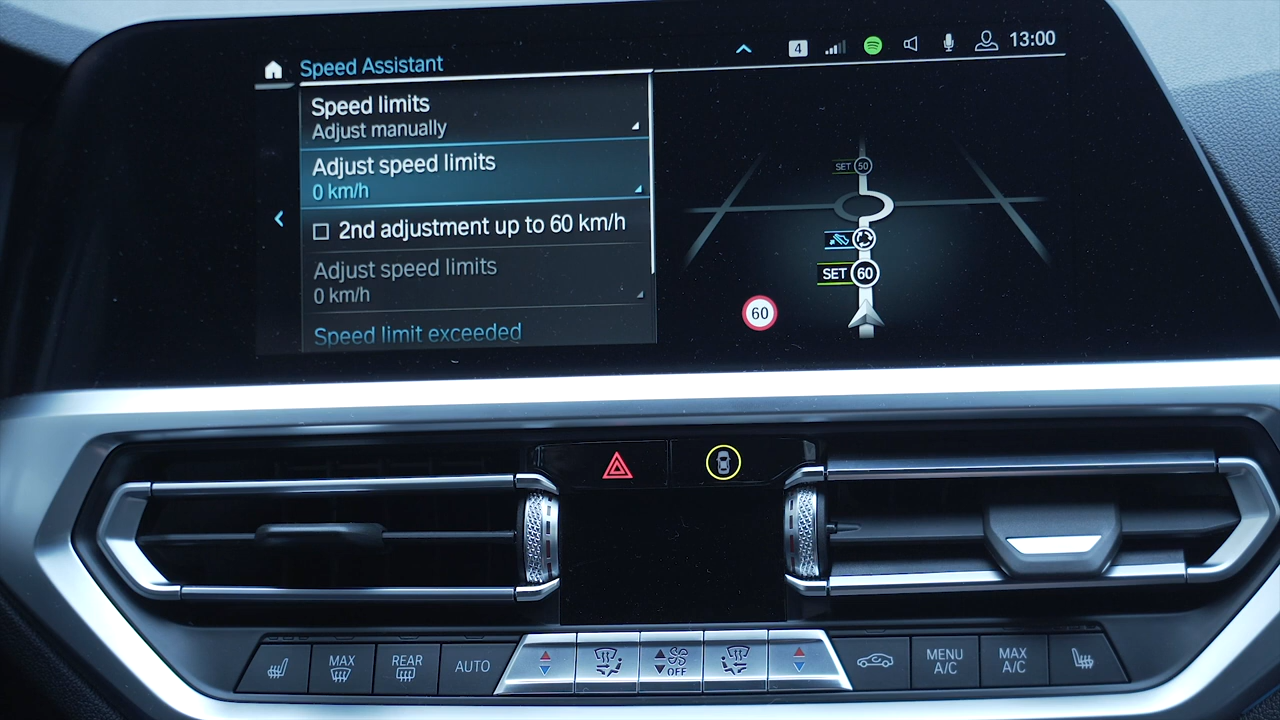 Speed Assistant
4
13:00
Speed limits
Adjust manually
Adjust speed limits
0 km/h
2nd adjustment up to 60 km/h
Adjust speed limits
0 km/h
Speed limit exceeded
SET 50
SET 60
60
MAX
REAR
AUTO
OFF
MENU
A/C
MAX
A/C